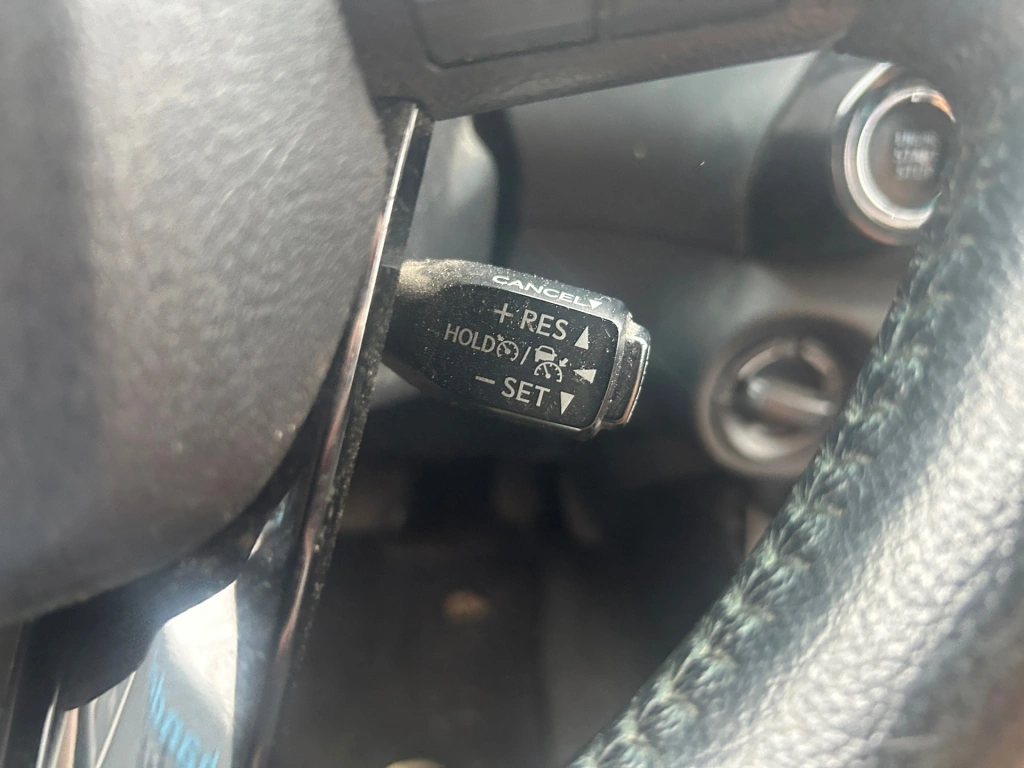 CANCEL
+ RES
HOLD /
− SET